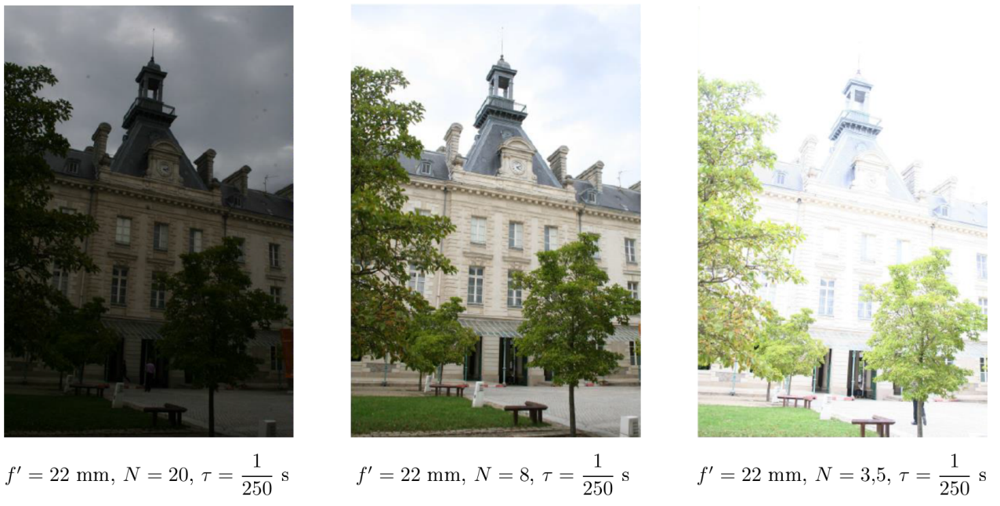 f′ = 22 mm, N = 20, τ = 1/250 s
f′ = 22 mm, N = 8, τ = 1/250 s
f′ = 22 mm, N = 3,5, τ = 1/250 s